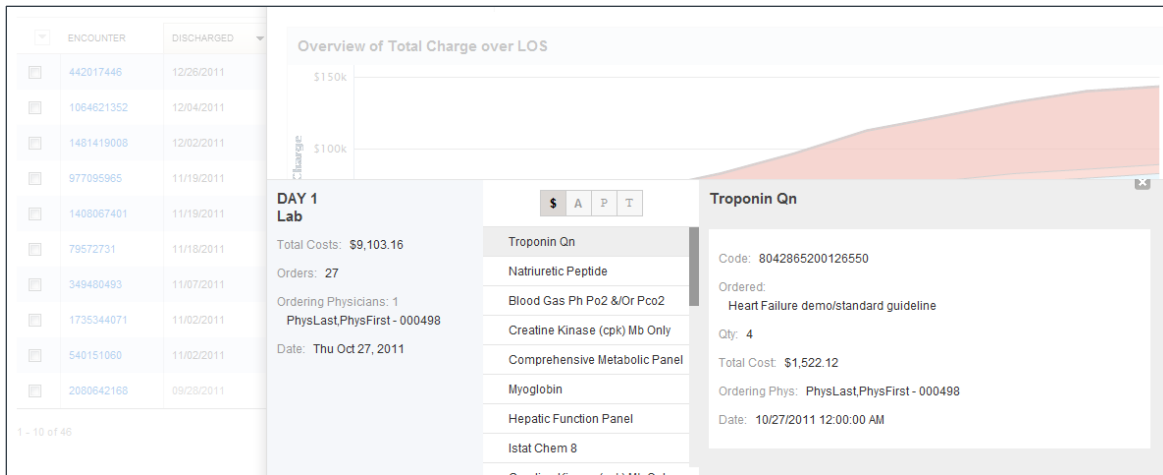 ENCOUNTER DISCHARGED
442017446 12/26/2011
1064621352 12/04/2011
1481419008 12/02/2011
977095965 11/19/2011
1408067401 11/19/2011
79572731 11/18/2011
349480493 11/07/2011
1735344071 11/02/2011
540151060 11/02/2011
2080642168 09/28/2011
1 - 10 of 46
Overview of Total Charge over LOS
$150k
$100k
Charge
DAY 1
Lab
Total Costs: $9,103.16
Orders: 27
Ordering Physicians: 1
PhysLast,PhysFirst - 000498
Date: Thu Oct 27, 2011
$ A P T
Troponin Qn
Natriuretic Peptide
Blood Gas Ph Po2 &/Or Pco2
Creatine Kinase (cpk) Mb Only
Comprehensive Metabolic Panel
Myoglobin
Hepatic Function Panel
Istat Chem 8
Troponin Qn
Code: 8042865200126550
Ordered:
Heart Failure demo/standard guideline
Qty: 4
Total Cost: $1,522.12
Ordering Phys: PhysLast,PhysFirst - 000498
Date: 10/27/2011 12:00:00 AM